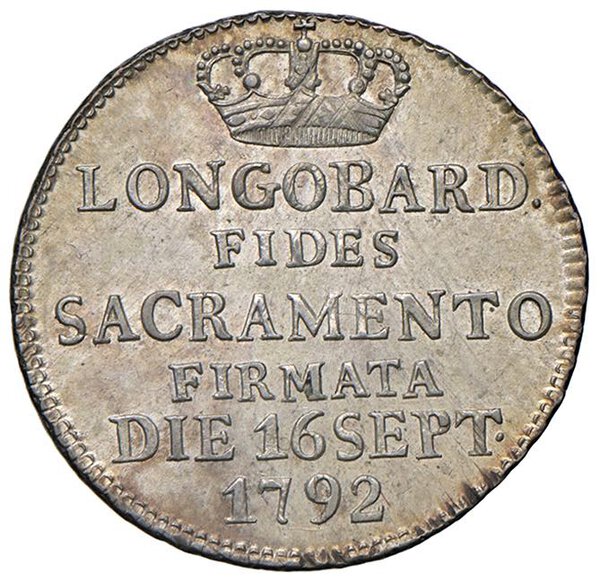 LONGOBARD.
FIDES
SACRAMENTO
FIRMATA
DIE 16 SEPT.
1792